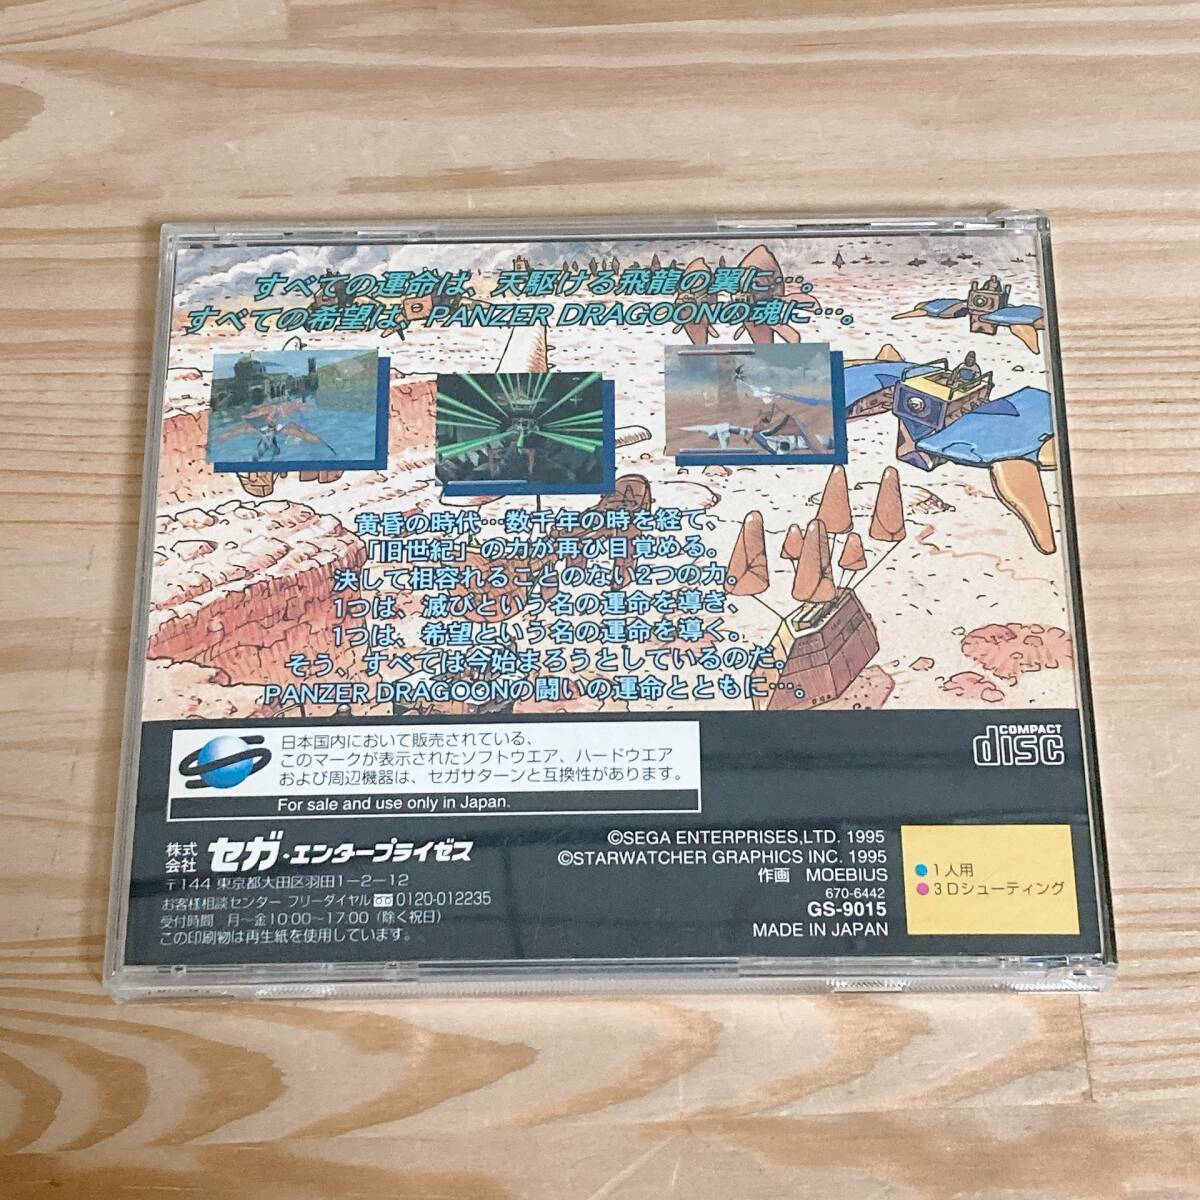 すべての運命は、天駆ける飛龍の翼に…。
すべての希望は、PANZER DRAGOONの魂に…。
黄昏の時代…数千年の時を経て、
「旧世紀」の力が再び目覚める。
決して相容れることのない2つの力。
1つは、滅びという名の運命を導き、
1つは、希望という名の運命を導く。
そう、すべては今始まろうとしているのだ。
PANZER DRAGOONの闘いの運命とともに…。
日本国内において販売されている、
このマークが表示されたソフトウエア、ハードウエア
および周辺機器は、セガサターンと互換性があります。
For sale and use only in Japan.
COMPACT
disc
株式会社 セガ・エンタープライゼス
〒144 東京都大田区羽田1-2-12
お客様相談センター フリーダイヤル 0120-012235
受付時間 月〜金10:00〜17:00（除く祝日）
この印刷物は再生紙を使用しています。
©SEGA ENTERPRISES,LTD. 1995
©STARWATCHER GRAPHICS INC. 1995
作画 MOEBIUS
670-6442
GS-9015
MADE IN JAPAN
●1人用
●3Dシューティング